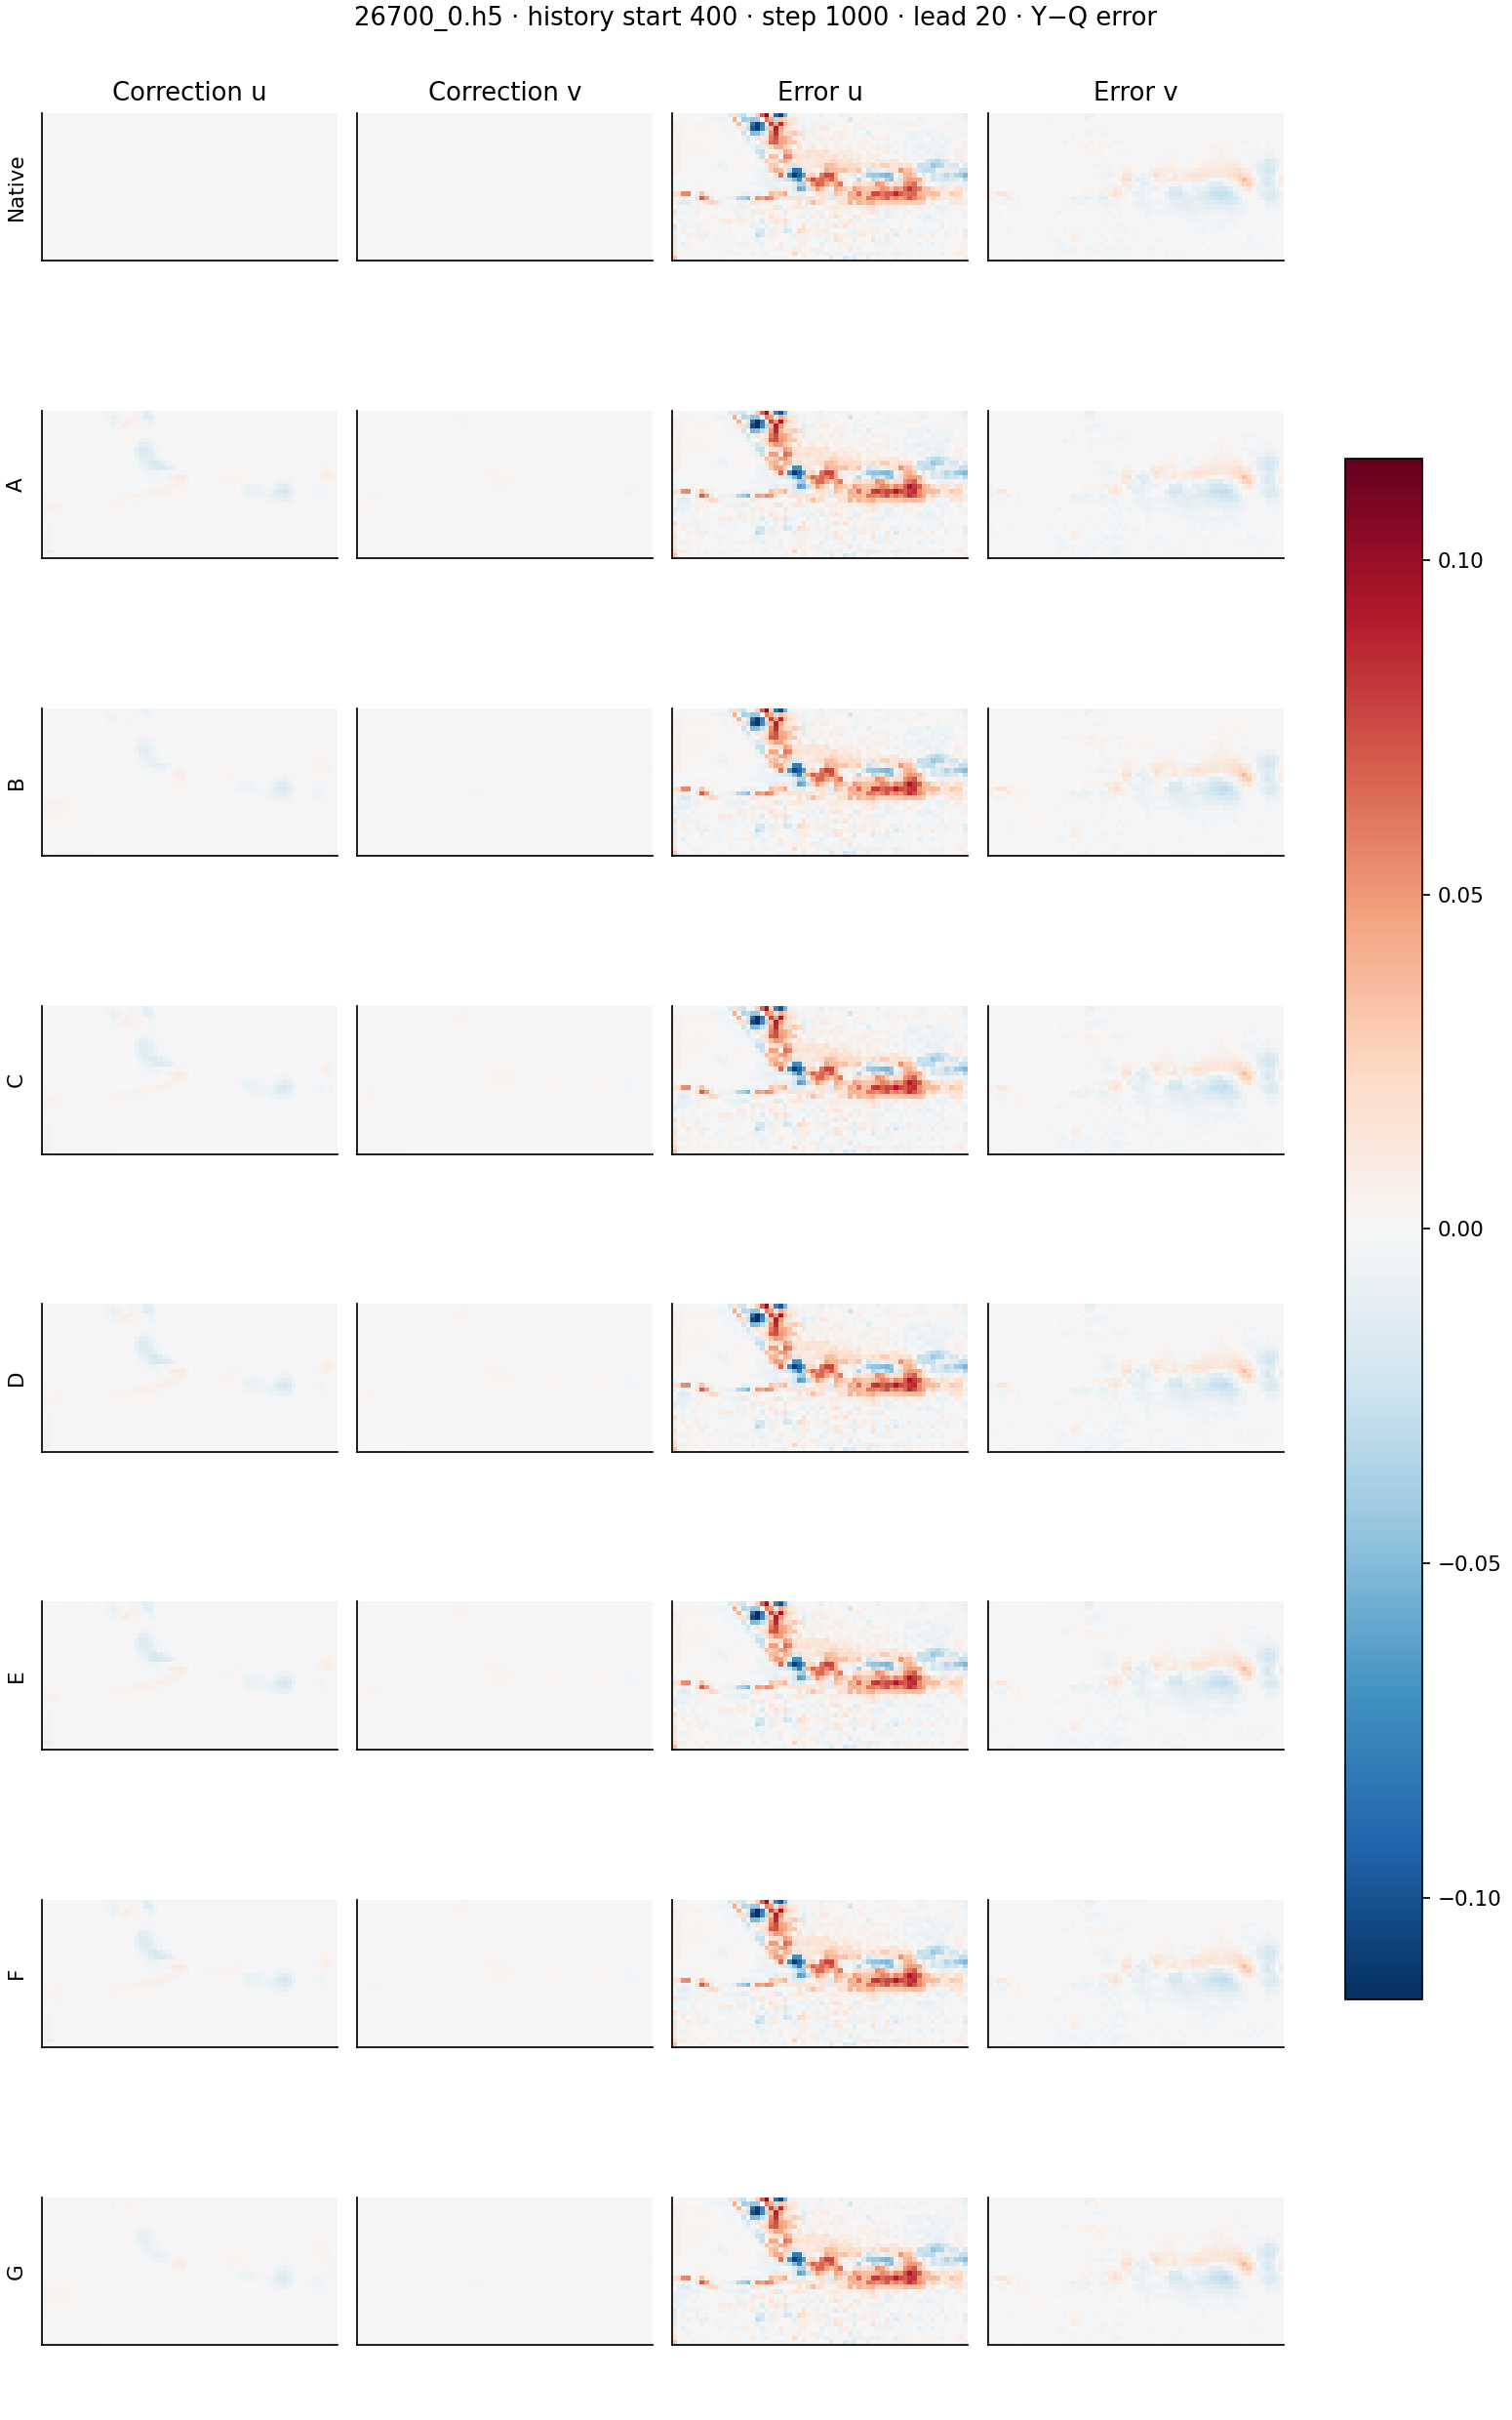 26700_0.h5 · history start 400 · step 1000 · lead 20 · Y−Q error
Correction u Correction v Error u Error v
Native
A
B
C
D
E
F
G
0.10
0.05
0.00
−0.05
−0.10